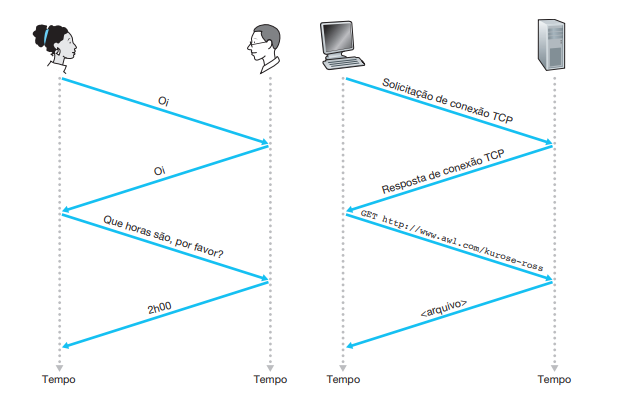 Oi
Oi
Que horas são, por favor?
2h00
Tempo
Tempo
Solicitação de conexão TCP
Resposta de conexão TCP
GET http://www.awl.com/kurose-ross
<arquivo>
Tempo
Tempo